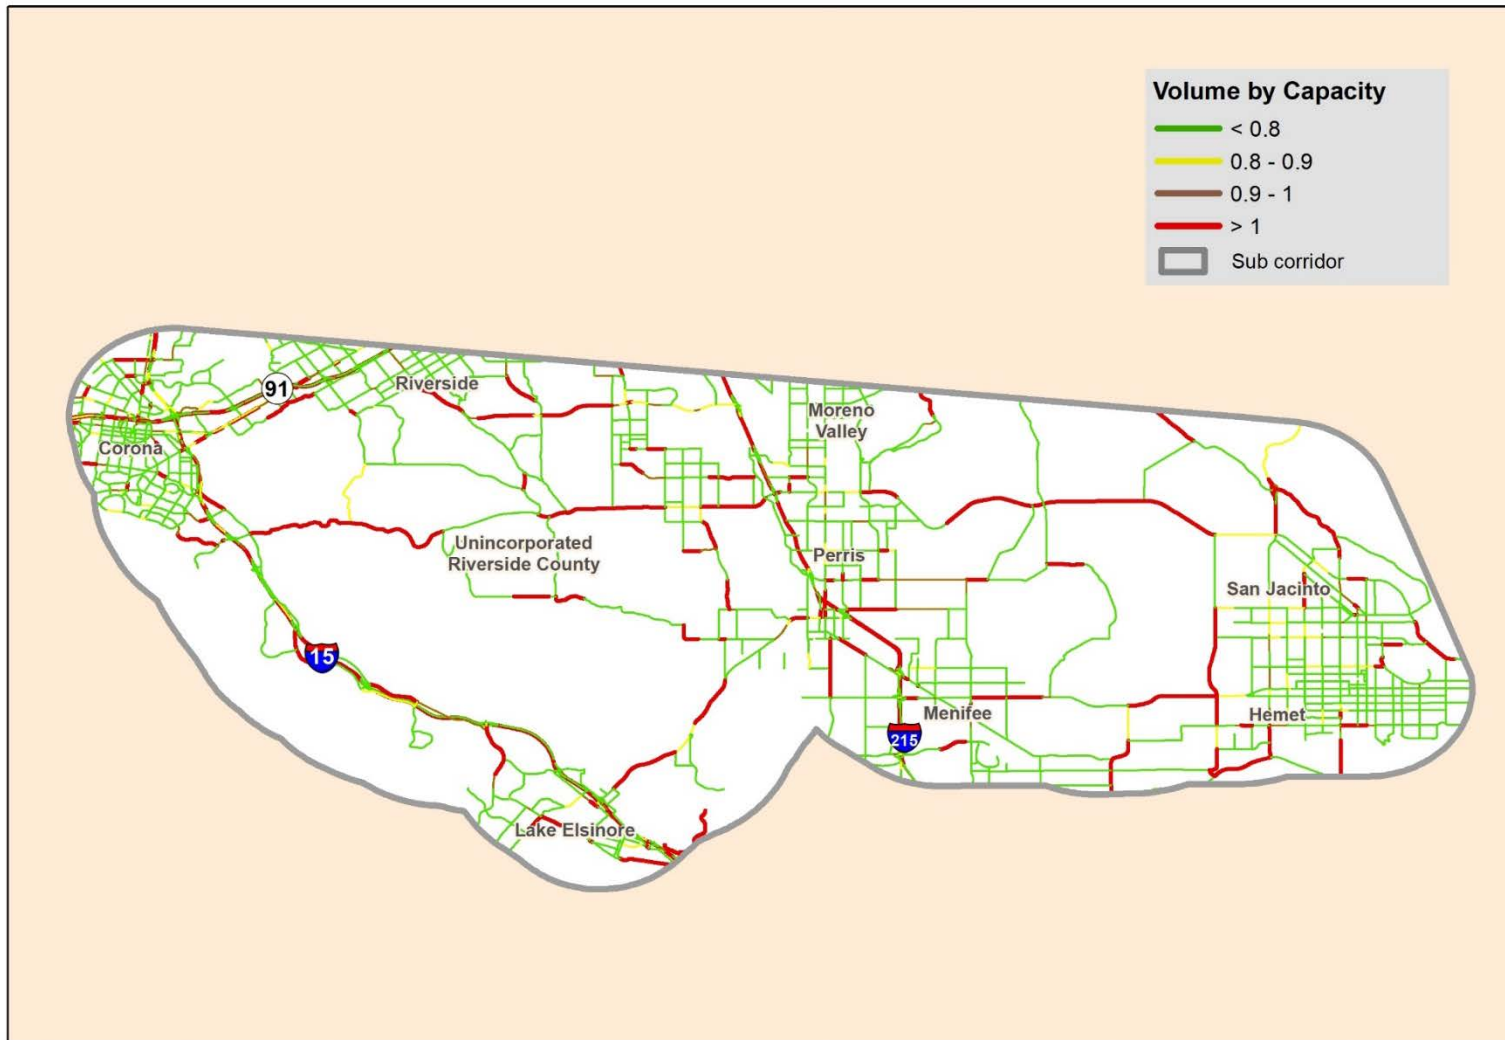 Volume by Capacity
< 0.8
0.8 - 0.9
0.9 - 1
> 1
Sub corridor
91
Riverside
Moreno
Valley
Corona
Unincorporated
Riverside County
Perris
San Jacinto
15
Menifee
Hemet
215
Lake Elsinore